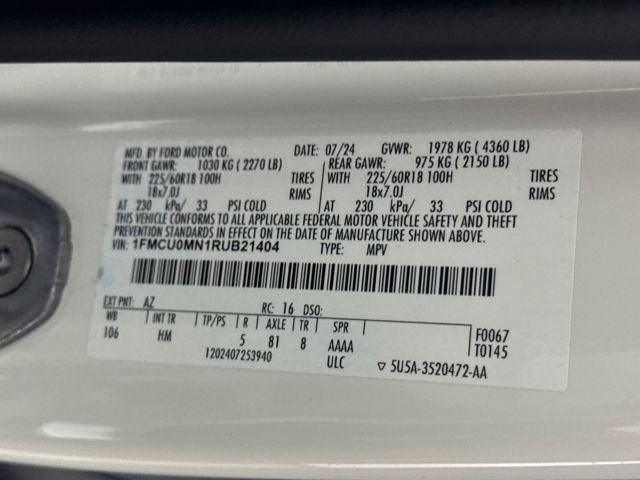 MFD. BY FORD MOTOR CO. DATE: 07/24 GVWR: 1978 KG ( 4360 LB)
FRONT GAWR: 1030 KG ( 2270 LB) REAR GAWR: 975 KG ( 2150 LB)
WITH 225/60R18 100H TIRES WITH 225/60R18 100H TIRES
18x7.0J RIMS 18x7.0J RIMS
AT 230 kPa/ 33 PSI COLD AT 230 kPa/ 33 PSI COLD
THIS VEHICLE CONFORMS TO ALL APPLICABLE FEDERAL MOTOR VEHICLE SAFETY AND THEFT
PREVENTION STANDARDS IN EFFECT ON THE DATE OF MANUFACTURE SHOWN ABOVE.
VIN: 1FMCU0MN1RUB21404 TYPE: MPV
EXT PNT: AZ RC: 16 DSO:
WB INT TR TP/PS R AXLE TR SPR F0067
106 HM 5 81 8 AAAA T0145
1202407253940 ULC ▽ 5U5A-3520472-AA